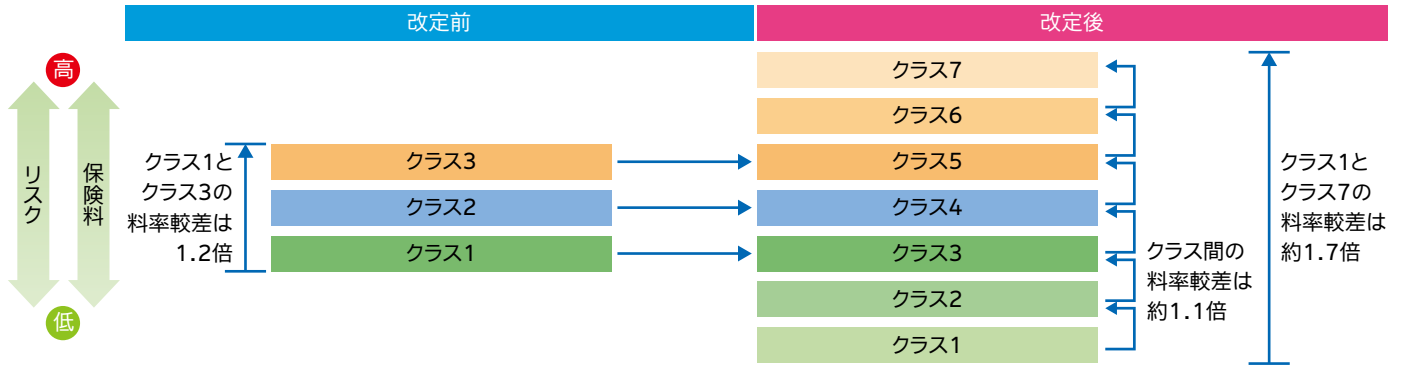 改定前
改定後
高
低
リスク
保険料
クラス1と
クラス3の
料率較差は
1.2倍
クラス3
クラス2
クラス1
クラス7
クラス6
クラス5
クラス4
クラス3
クラス2
クラス1
クラス間の
料率較差は
約1.1倍
クラス1と
クラス7の
料率較差は
約1.7倍